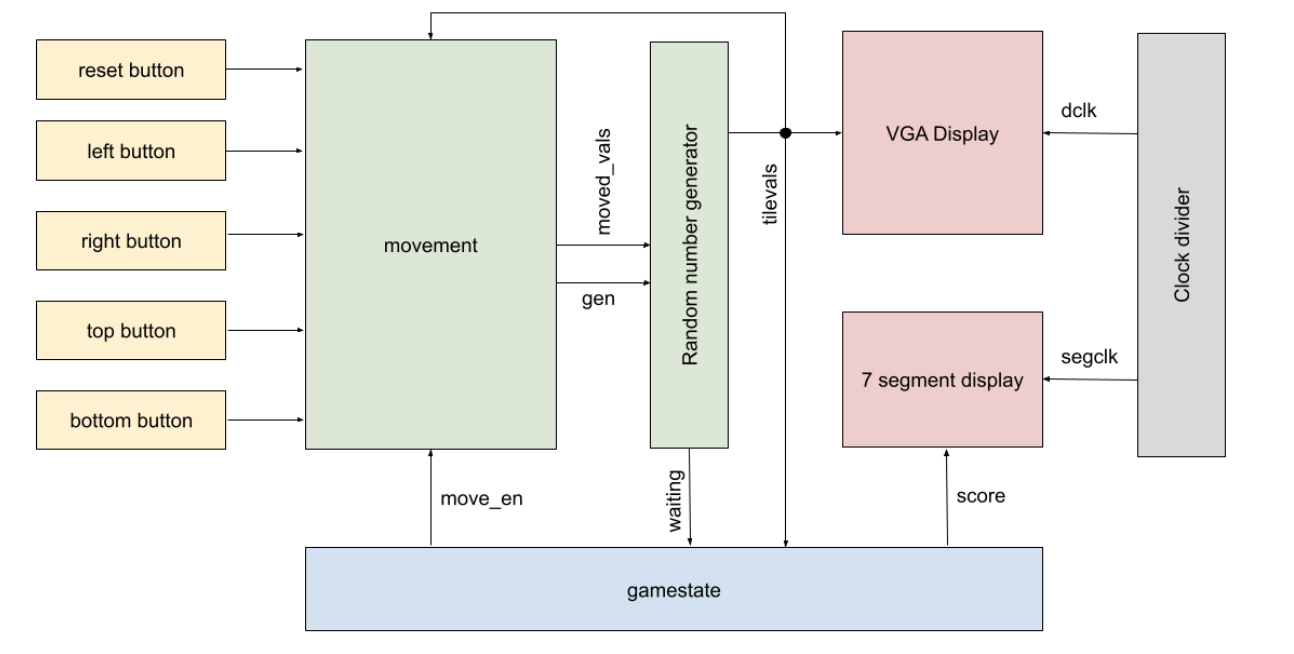 reset button
left button
right button
top button
bottom button
movement
moved_vals
gen
Random number generator
tilevals
VGA Display
dclk
Clock divider
7 segment display
segclk
move_en
waiting
score
gamestate